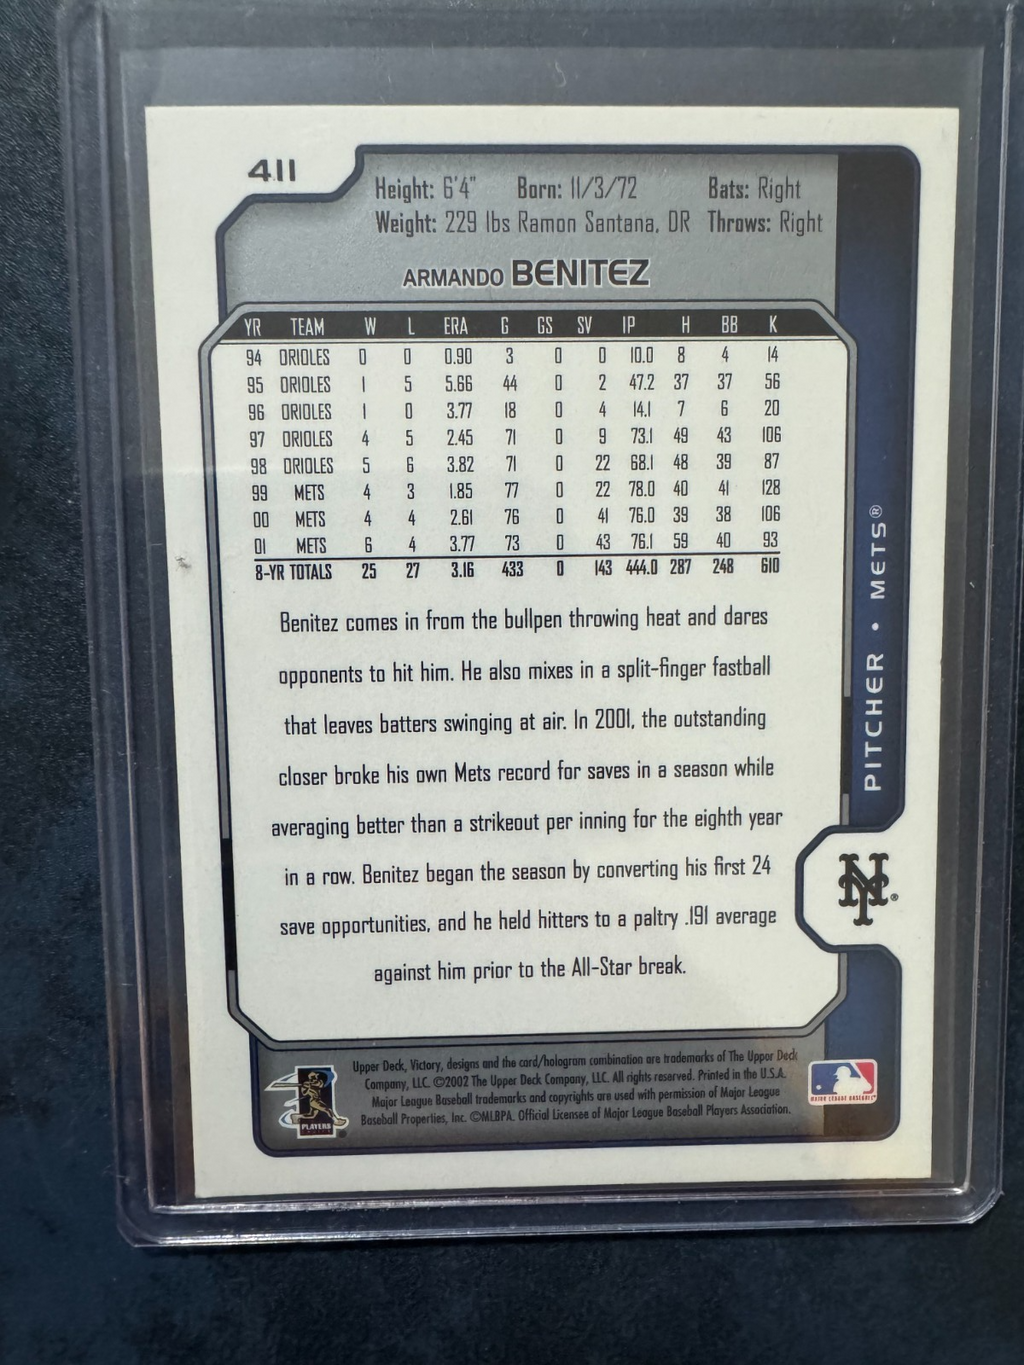 411
Height: 6'4" Born: 11/3/72 Bats: Right
Weight: 229 lbs Ramon Santana, DR Throws: Right
ARMANDO BENITEZ
YR TEAM W L ERA G GS SV IP H BB K
94 ORIOLES 0 0 0.90 3 0 0 10.0 8 4 14
95 ORIOLES 1 5 5.66 44 0 2 47.2 37 37 56
96 ORIOLES 1 0 3.77 18 0 4 14.1 7 6 20
97 ORIOLES 4 5 2.45 71 0 9 73.1 49 43 106
98 ORIOLES 5 6 3.82 71 0 22 68.1 48 39 87
99 METS 4 3 1.85 77 0 22 78.0 40 41 128
00 METS 4 4 2.61 76 0 41 76.0 39 38 106
01 METS 6 4 3.77 73 0 43 76.1 59 40 93
8-YR TOTALS 25 27 3.16 433 0 143 444.0 287 248 610
Benitez comes in from the bullpen throwing heat and dares
opponents to hit him. He also mixes in a split-finger fastball
that leaves batters swinging at air. In 2001, the outstanding
closer broke his own Mets record for saves in a season while
averaging better than a strikeout per inning for the eighth year
in a row. Benitez began the season by converting his first 24
save opportunities, and he held hitters to a paltry .191 average
against him prior to the All-Star break.
PITCHER • METS®
NY®
Upper Deck, Victory, designs and the card/hologram combination are trademarks of The Upper Deck
Company, LLC. ©2002 The Upper Deck Company, LLC. All rights reserved. Printed in the U.S.A.
Major League Baseball trademarks and copyrights are used with permission of Major League
Baseball Properties, Inc. ©MLBPA. Official Licensee of Major League Baseball Players Association.
PLAYERS
MAJOR LEAGUE BASEBALL®